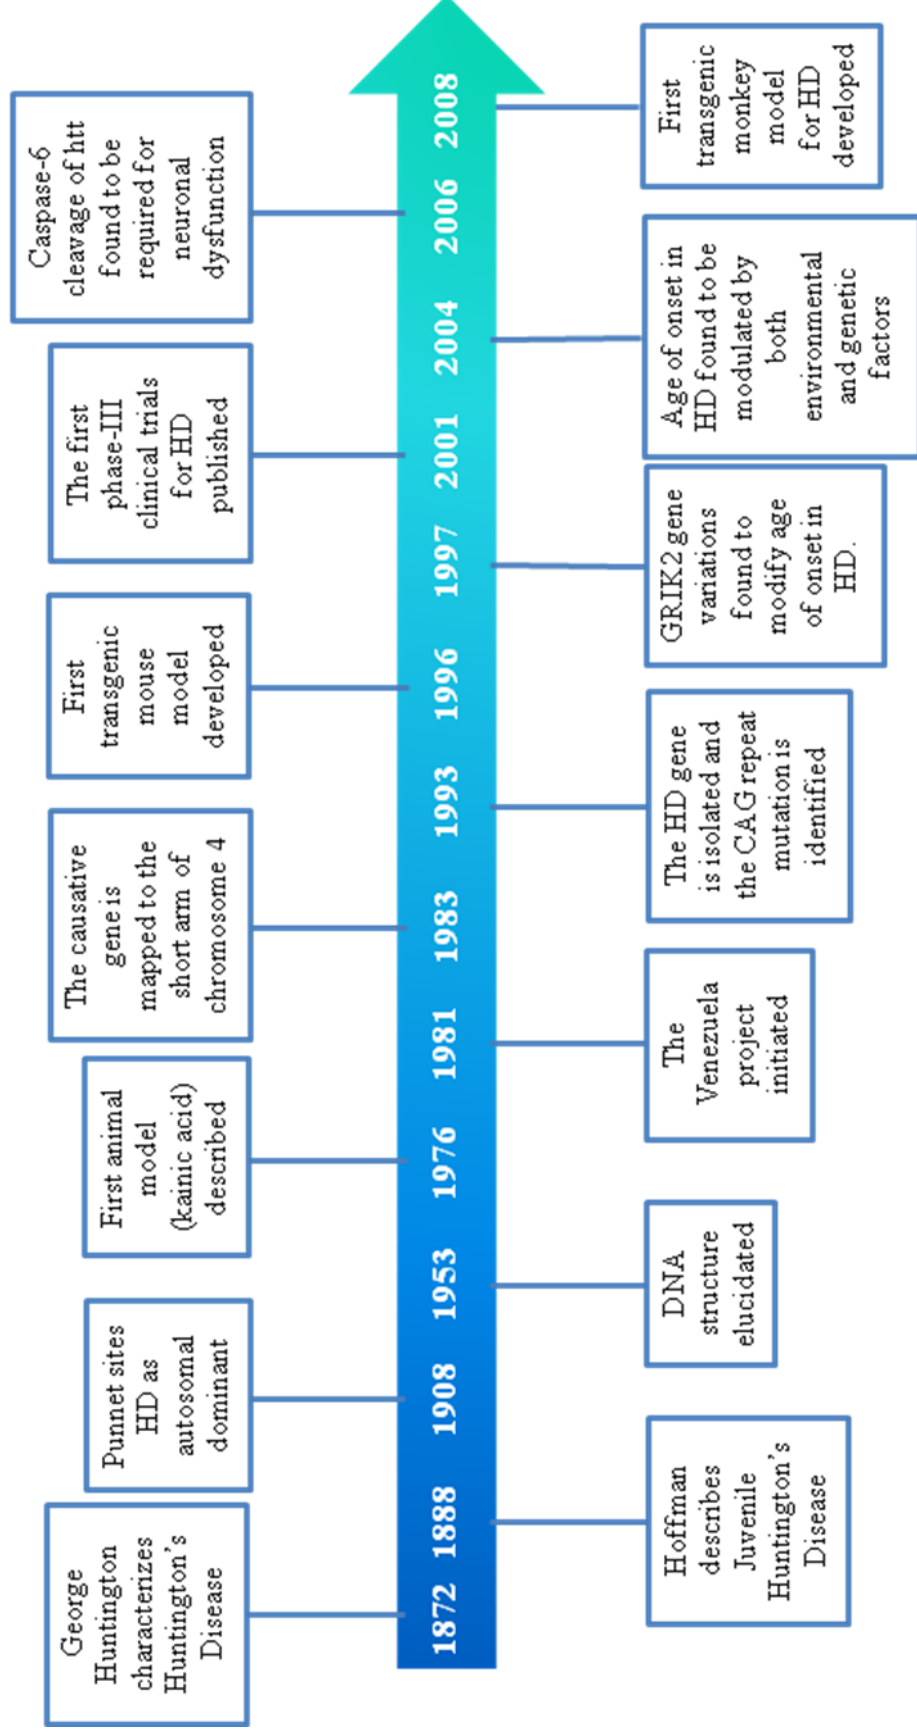 George
Huntington
characterizes
Huntington's
Disease
Punnet sites
HD as
autosomal
dominant
First animal
model
(kainic acid)
described
The causative
gene is
mapped to the
short arm of
chromosome 4
First
transgenic
mouse
model
developed
The first
phase-III
clinical trials
for HD
published
Caspase-6
cleavage of htt
found to be
required for
neuronal
dysfunction
1872 1888 1908 1953 1976 1981 1983 1993 1996 1997 2001 2004 2006 2008
Hoffman
describes
Juvenile
Huntington's
Disease
DNA
structure
elucidated
The
Venezuela
project
initiated
The HD gene
is isolated and
the CAG repeat
mutation is
identified
GRIK2 gene
variations
found to
modify age
of onset in
HD.
Age of onset in
HD found to be
modulated by
both
environmental
and genetic
factors
First
transgenic
monkey
model
for HD
developed